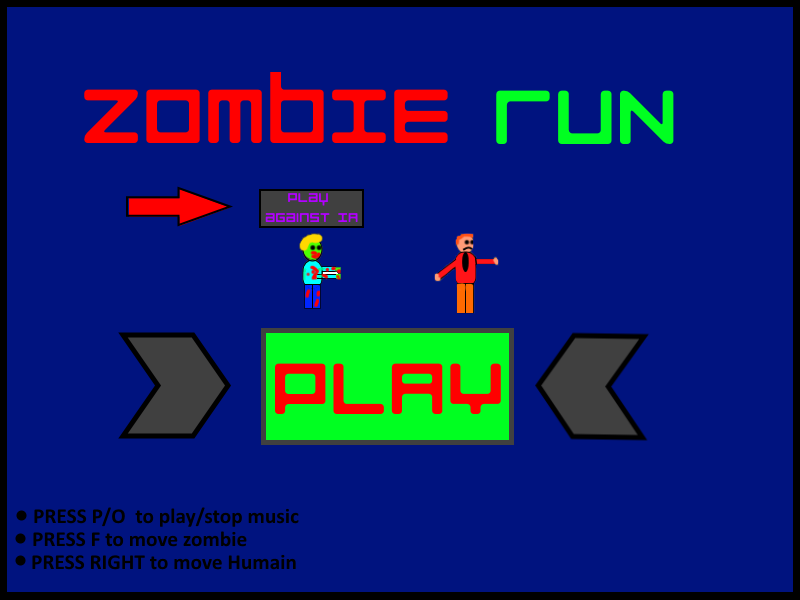 ZOMBIE RUN
PLAY
AGAINST IA
PLAY
• PRESS P/O to play/stop music
• PRESS F to move zombie
• PRESS RIGHT to move Humain